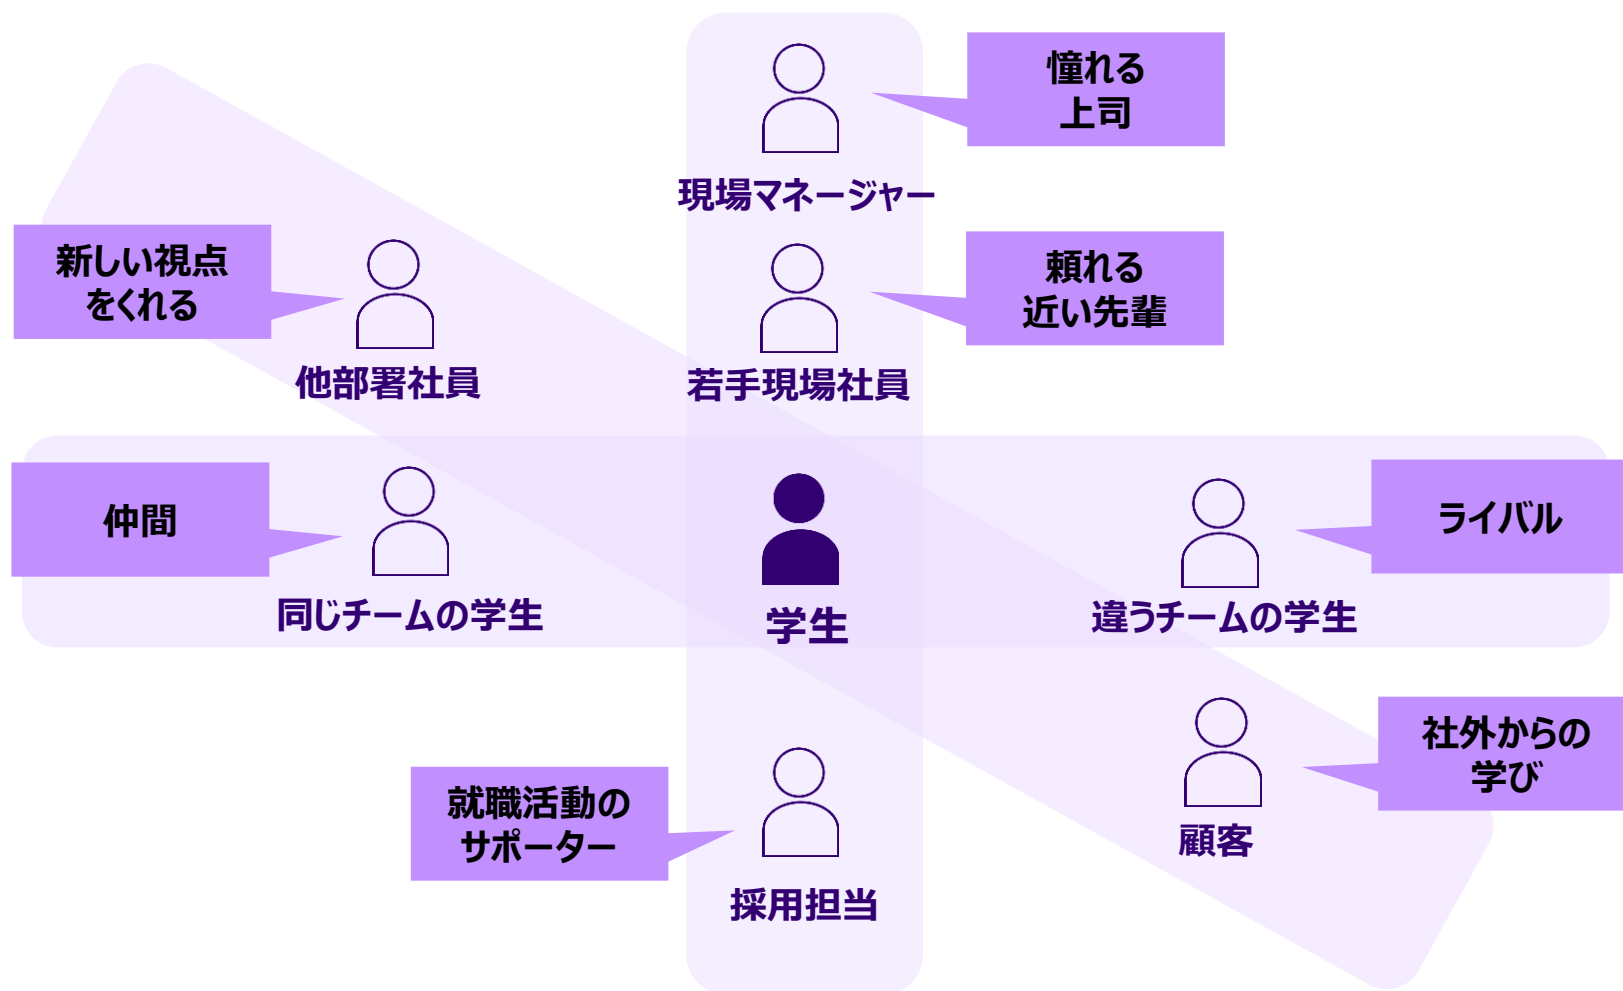 憧れる
上司
現場マネージャー
新しい視点
をくれる
他部署社員
頼れる
近い先輩
若手現場社員
仲間
同じチームの学生
学生
ライバル
違うチームの学生
就職活動の
サポーター
採用担当
社外からの
学び
顧客